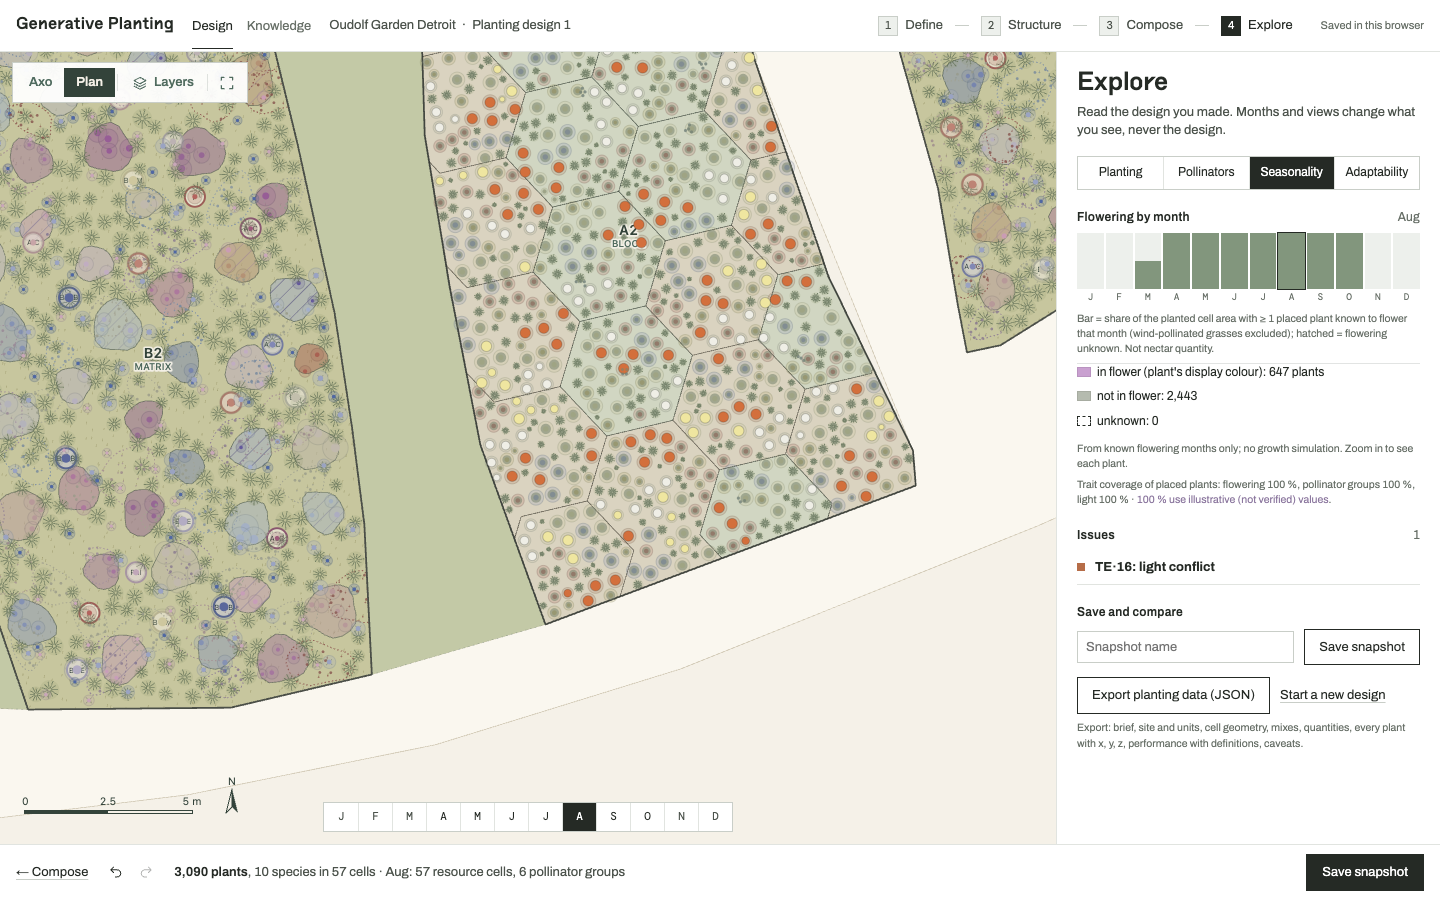 Generative Planting
Design
Knowledge
Oudolf Garden Detroit · Planting design 1
1 Define — 2 Structure — 3 Compose — 4 Explore
Saved in this browser
Axo
Plan
Layers
A2
BLOC
B2
MATRIX
0 2.5 5 m
N
J F M A M J J A S O N D
Explore
Read the design you made. Months and views change what
you see, never the design.
Planting
Pollinators
Seasonality
Adaptability
Flowering by month
Aug
J F M A M J J A S O N D
Bar = share of the planted cell area with ≥ 1 placed plant known to flower
that month (wind-pollinated grasses excluded); hatched = flowering
unknown. Not nectar quantity.
in flower (plant's display colour): 647 plants
not in flower: 2,443
unknown: 0
From known flowering months only; no growth simulation. Zoom in to see
each plant.
Trait coverage of placed plants: flowering 100 %, pollinator groups 100 %,
light 100 % · 100 % use illustrative (not verified) values.
Issues
1
TE·16: light conflict
Save and compare
Snapshot name
Save snapshot
Export planting data (JSON)
Start a new design
Export: brief, site and units, cell geometry, mixes, quantities, every plant
with x, y, z, performance with definitions, caveats.
← Compose
3,090 plants, 10 species in 57 cells · Aug: 57 resource cells, 6 pollinator groups
Save snapshot